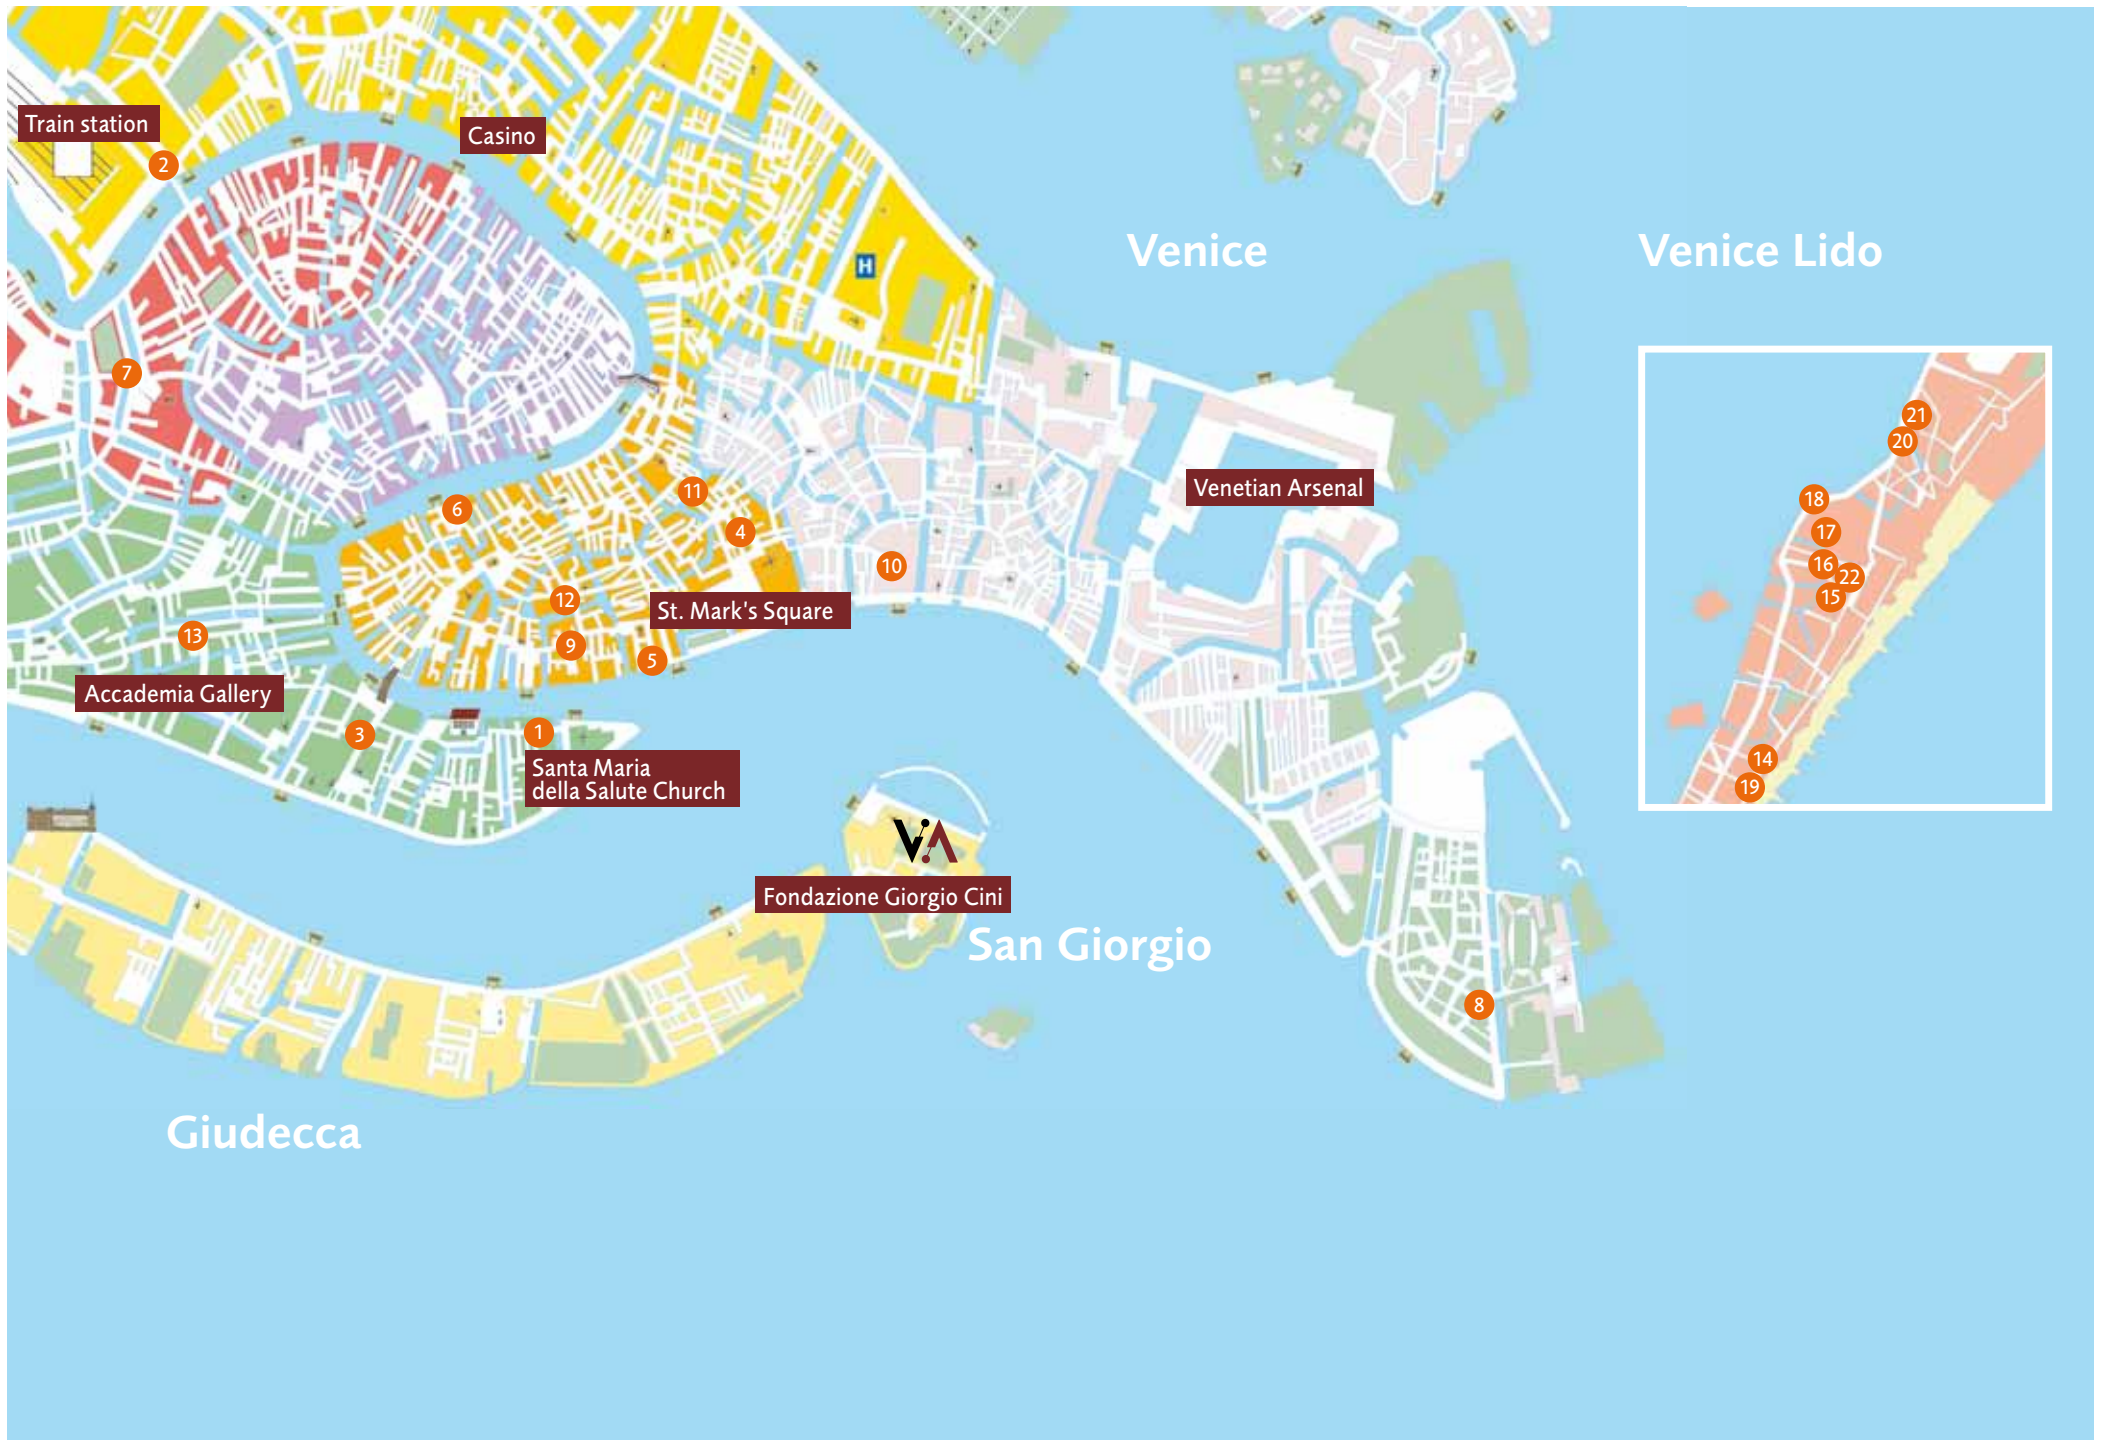 Train station
2
Casino
Venice
Venice Lido
H
7
21
20
Venetian Arsenal
11
6
18
4
17
10
16
22
12
15
St. Mark's Square
13
9
5
Accademia Gallery
3
1
Santa Maria
della Salute Church
14
19
VA
Fondazione Giorgio Cini
San Giorgio
8
Giudecca